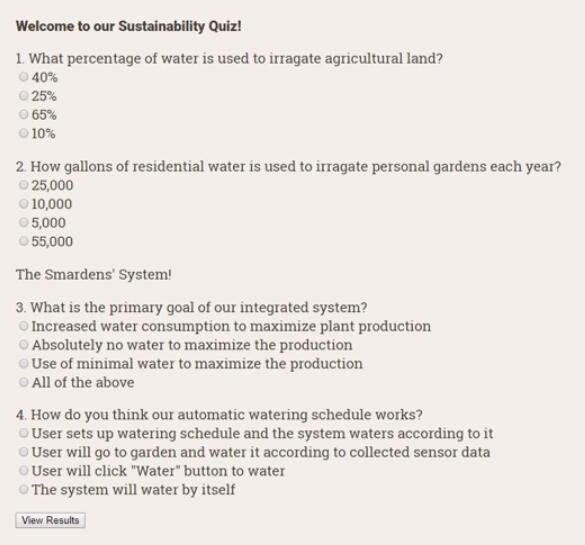 Welcome to our Sustainability Quiz!
1. What percentage of water is used to irragate agricultural land?
40%
25%
65%
10%
2. How gallons of residential water is used to irragate personal gardens each year?
25,000
10,000
5,000
55,000
The Smardens' System!
3. What is the primary goal of our integrated system?
Increased water consumption to maximize plant production
Absolutely no water to maximize the production
Use of minimal water to maximize the production
All of the above
4. How do you think our automatic watering schedule works?
User sets up watering schedule and the system waters according to it
User will go to garden and water it according to collected sensor data
User will click "Water" button to water
The system will water by itself
View Results